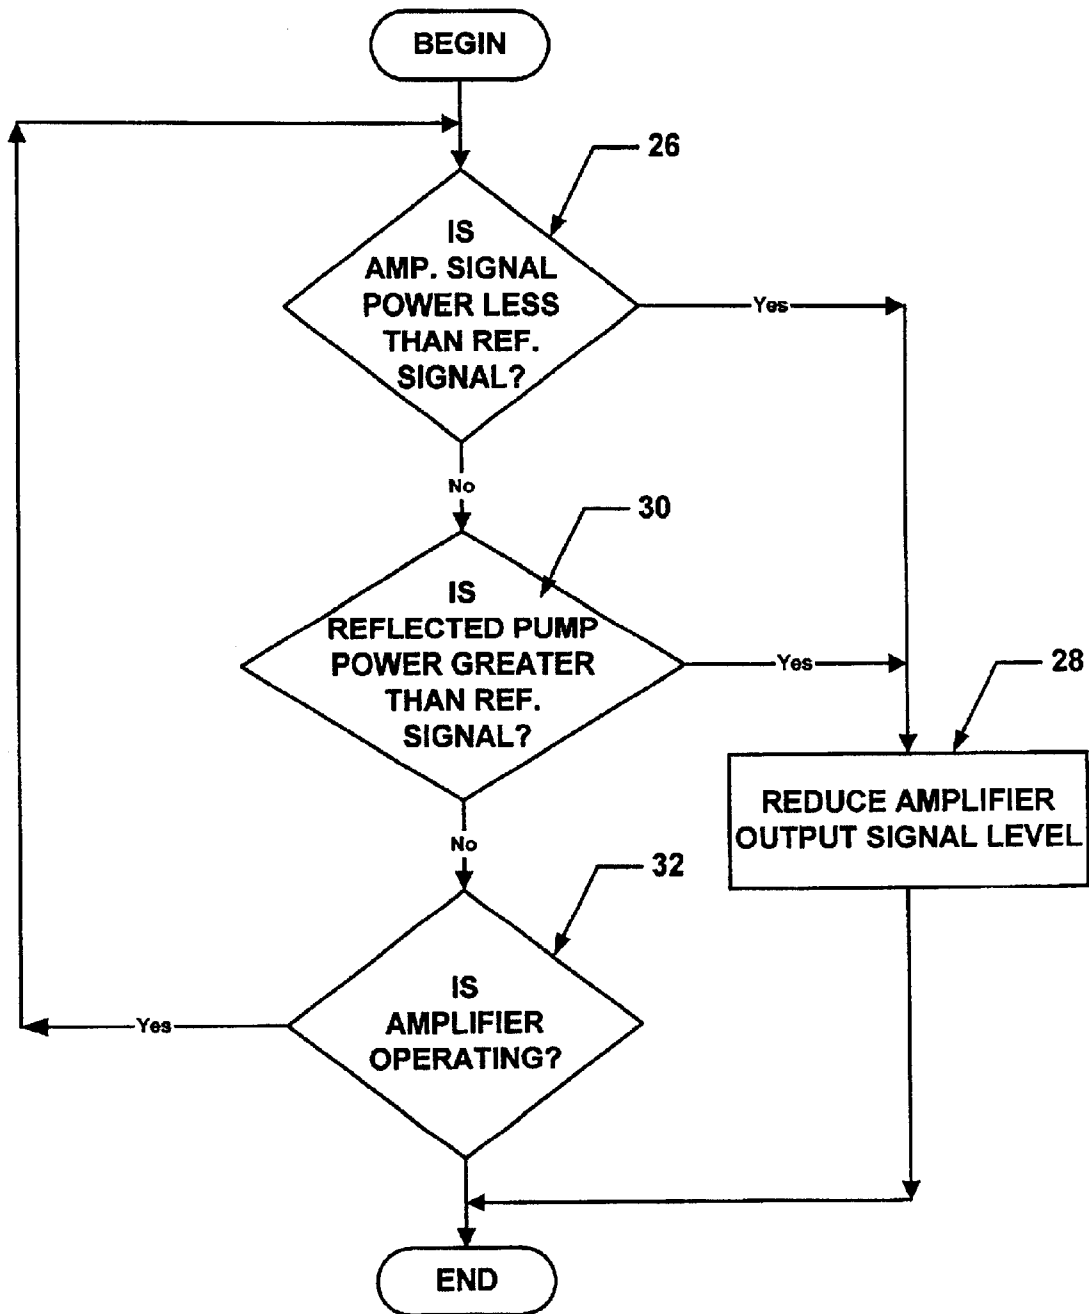 BEGIN
26
IS
AMP. SIGNAL
POWER LESS
THAN REF.
SIGNAL?
Yes
No
30
IS
REFLECTED PUMP
POWER GREATER
THAN REF.
SIGNAL?
Yes
28
REDUCE AMPLIFIER
OUTPUT SIGNAL LEVEL
No
32
IS
AMPLIFIER
OPERATING?
Yes
END